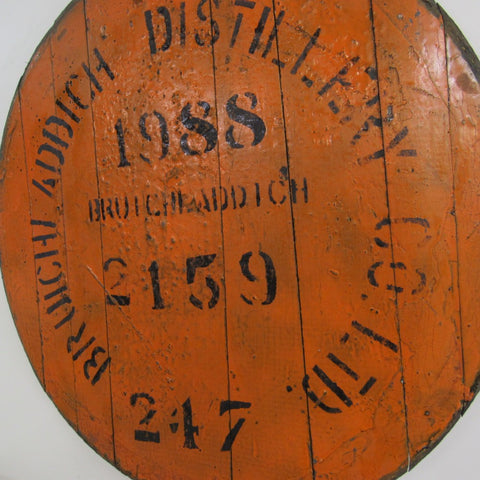 BRUICHLADDICH DISTILLERY CO. LTD
1988
BRUICHLADDICH
2159
247